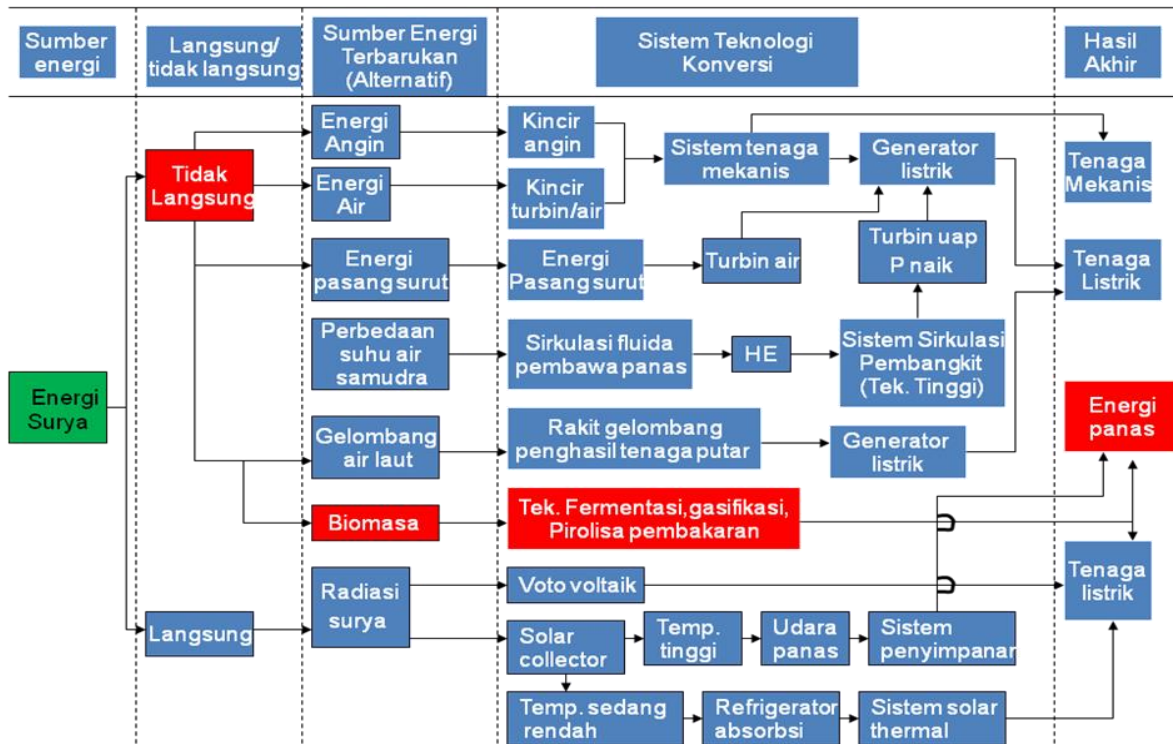 Sumber
energi
Langsung/
tidak langsung
Sumber Energi
Terbarukan
(Alternatif)
Sistem Teknologi
Konversi
Hasil
Akhir
Energi
Surya
Tidak
Langsung
Langsung
Energi
Angin
Energi
Air
Energi
pasang surut
Perbedaan
suhu air
samudra
Gelombang
air laut
Biomasa
Radiasi
surya
Kincir
angin
Kincir
turbin/air
Sistem tenaga
mekanis
Generator
listrik
Energi
Pasang surut
Turbin air
Turbin uap
P naik
Sirkulasi fluida
pembawa panas
HE
Sistem Sirkulasi
Pembangkit
(Tek. Tinggi)
Rakit gelombang
penghasil tenaga putar
Generator
listrik
Tek. Fermentasi,gasifikasi,
Pirolisa pembakaran
Voto voltaik
Solar
collector
Temp.
tinggi
Udara
panas
Sistem
penyimpanar
Temp. sedang
rendah
Refrigerator
absorbsi
Sistem solar
thermal
Tenaga
Mekanis
Tenaga
Listrik
Energi
panas
Tenaga
listrik